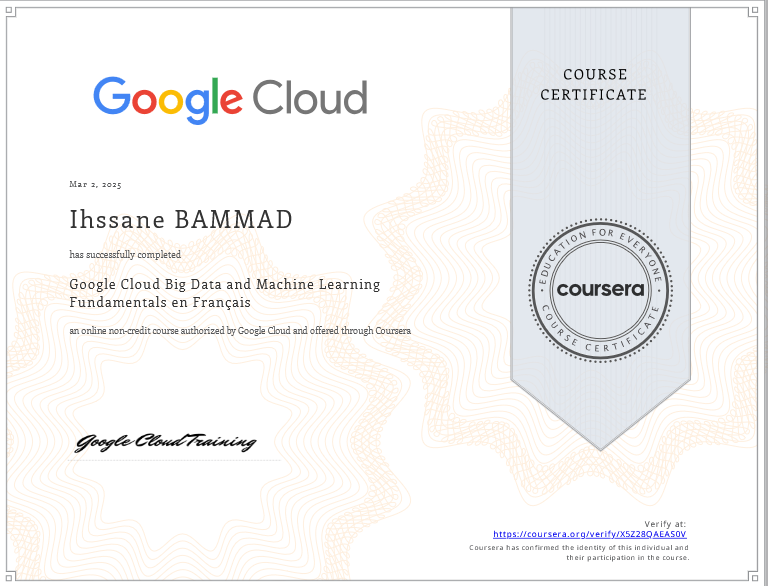 COURSE
CERTIFICATE
Google Cloud
Mar 2, 2025
Ihssane BAMMAD
has successfully completed
Google Cloud Big Data and Machine Learning
Fundamentals en Français
an online non-credit course authorized by Google Cloud and offered through Coursera
EDUCATION FOR EVERYONE
coursera
COURSE CERTIFICATE
Google Cloud Training
Verify at:
https://coursera.org/verify/X5Z28QAEAS0V
Coursera has confirmed the identity of this individual and
their participation in the course.